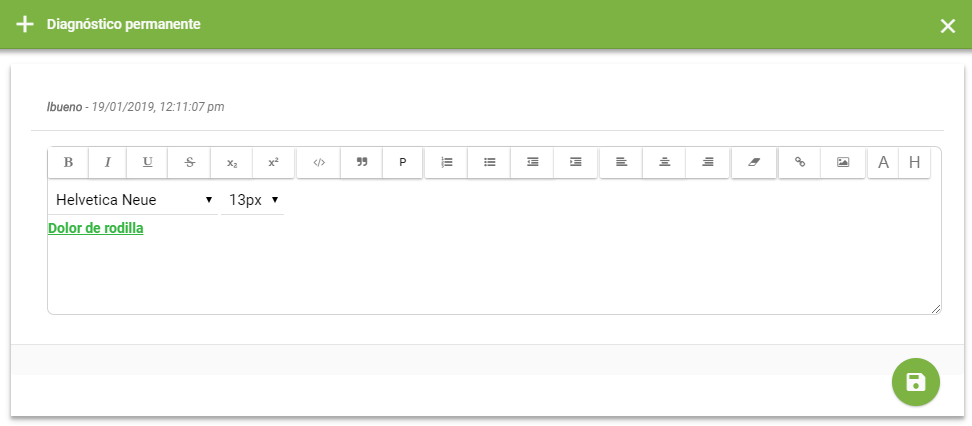 Diagnóstico permanente
lbueno - 19/01/2019, 12:11:07 pm
B I U S x₂ x² </> P A H
Helvetica Neue 13px
Dolor de rodilla